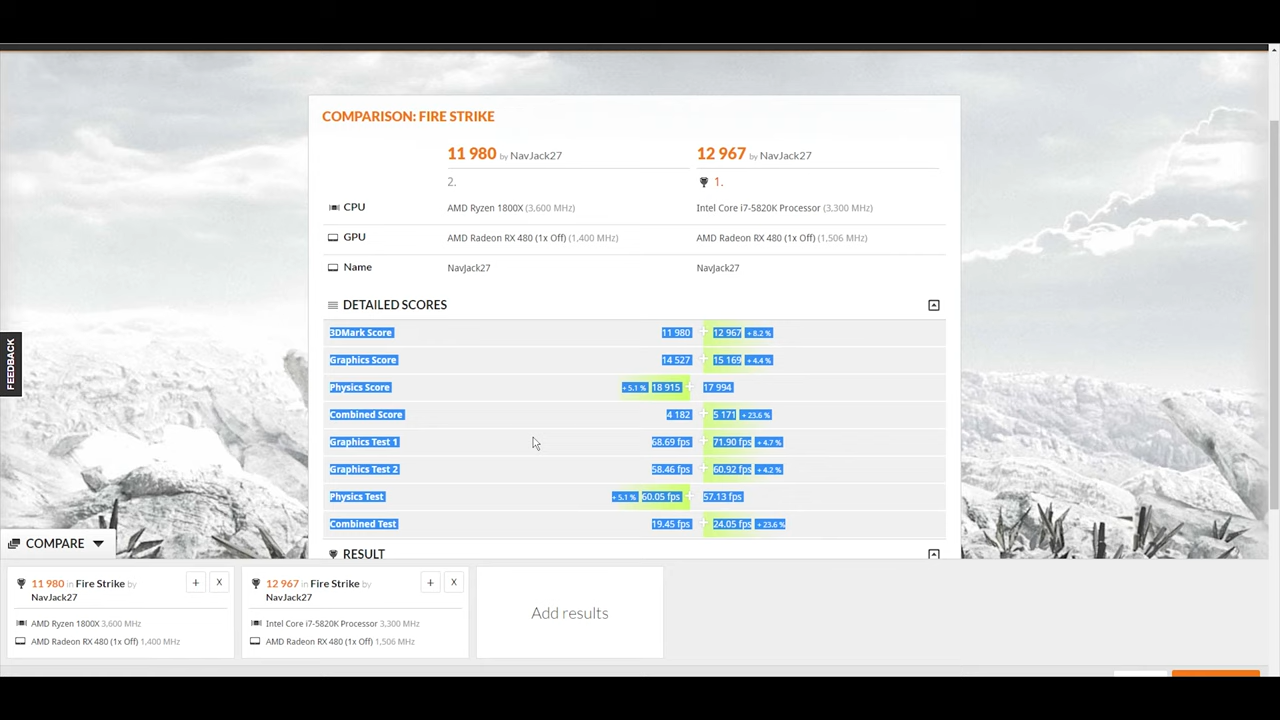 COMPARISON: FIRE STRIKE
11 980 by NavJack27 12 967 by NavJack27
2. 1.
CPU AMD Ryzen 1800X (3,600 MHz) Intel Core i7-5820K Processor (3,300 MHz)
GPU AMD Radeon RX 480 (1x Off) (1,400 MHz) AMD Radeon RX 480 (1x Off) (1,506 MHz)
Name NavJack27 NavJack27
DETAILED SCORES
3DMark Score 11 980 12 967 + 8.2 %
Graphics Score 14 527 15 169 + 4.4 %
Physics Score + 5.1 % 18 915 17 994
Combined Score 4 182 5 171 + 23.6 %
Graphics Test 1 68.69 fps 71.90 fps + 4.7 %
Graphics Test 2 58.46 fps 60.92 fps + 4.2 %
Physics Test + 5.1 % 60.05 fps 57.13 fps
Combined Test 19.45 fps 24.05 fps + 23.6 %
RESULT
FEEDBACK
COMPARE
11 980 in Fire Strike by + X
NavJack27
AMD Ryzen 1800X 3,600 MHz
AMD Radeon RX 480 (1x Off) 1,400 MHz
12 967 in Fire Strike by + X
NavJack27
Intel Core i7-5820K Processor 3,300 MHz
AMD Radeon RX 480 (1x Off) 1,506 MHz
Add results